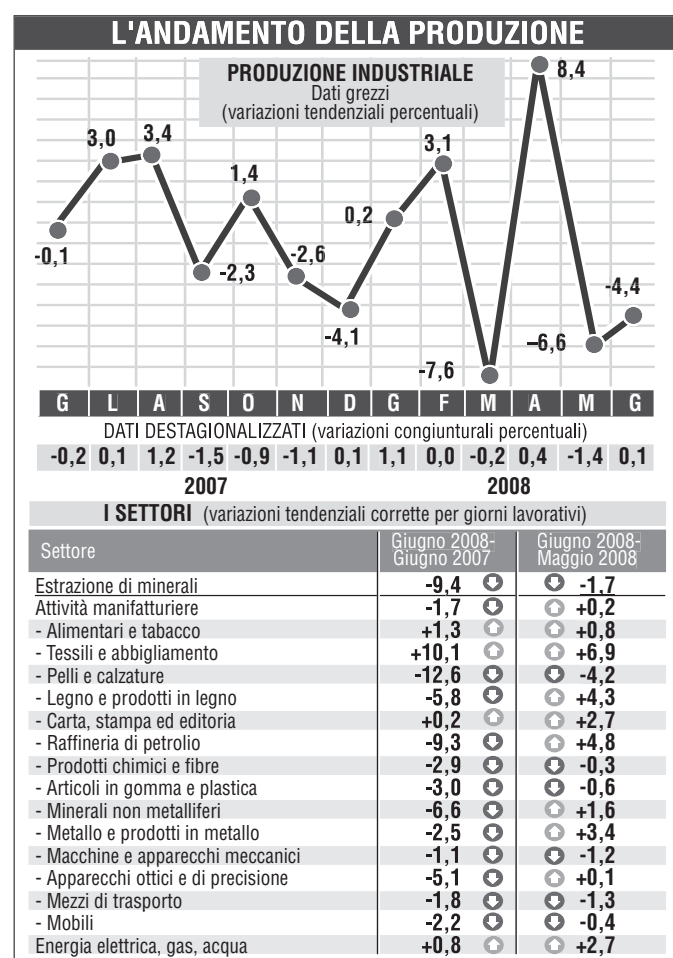 L'ANDAMENTO DELLA PRODUZIONE
PRODUZIONE INDUSTRIALE
Dati grezzi
(variazioni tendenziali percentuali)
-0,1
3,0
3,4
-2,3
1,4
-2,6
-4,1
0,2
3,1
-7,6
8,4
–6,6
-4,4
G L A S O N D G F M A M G
DATI DESTAGIONALIZZATI (variazioni congiunturali percentuali)
-0,2 0,1 1,2 -1,5 -0,9 -1,1 0,1 1,1 0,0 -0,2 0,4 -1,4 0,1
2007 2008
I SETTORI (variazioni tendenziali corrette per giorni lavorativi)
Settore Giugno 2008- Giugno 2008-
Giugno 2007 Maggio 2008
Estrazione di minerali -9,4 -1,7
Attività manifatturiere -1,7 +0,2
- Alimentari e tabacco +1,3 +0,8
- Tessili e abbigliamento +10,1 +6,9
- Pelli e calzature -12,6 -4,2
- Legno e prodotti in legno -5,8 +4,3
- Carta, stampa ed editoria +0,2 +2,7
- Raffineria di petrolio -9,3 +4,8
- Prodotti chimici e fibre -2,9 -0,3
- Articoli in gomma e plastica -3,0 -0,6
- Minerali non metalliferi -6,6 +1,6
- Metallo e prodotti in metallo -2,5 +3,4
- Macchine e apparecchi meccanici -1,1 -1,2
- Apparecchi ottici e di precisione -5,1 +0,1
- Mezzi di trasporto -1,8 -1,3
- Mobili -2,2 -0,4
Energia elettrica, gas, acqua +0,8 +2,7